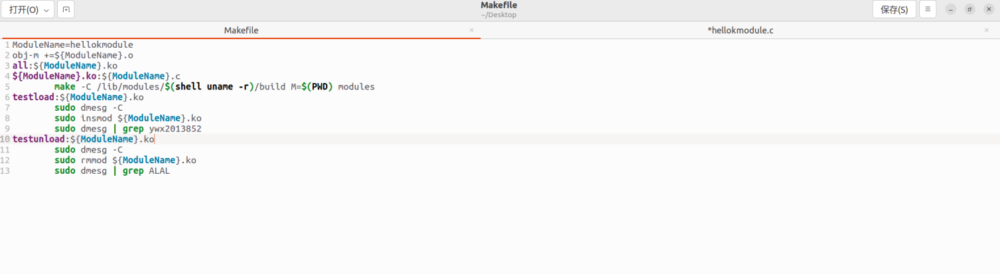 打开(O)
Makefile
~/Desktop
保存(S)
Makefile
*hellokmodule.c
1 ModuleName=hellokmodule
2 obj-m +=${ModuleName}.o
3 all:${ModuleName}.ko
4 ${ModuleName}.ko:${ModuleName}.c
5         make -C /lib/modules/$(shell uname -r)/build M=$(PWD) modules
6 testload:${ModuleName}.ko
7         sudo dmesg -C
8         sudo insmod ${ModuleName}.ko
9         sudo dmesg | grep ywx2013852
10 testunload:${ModuleName}.ko
11         sudo dmesg -C
12         sudo rmmod ${ModuleName}.ko
13         sudo dmesg | grep ALAL